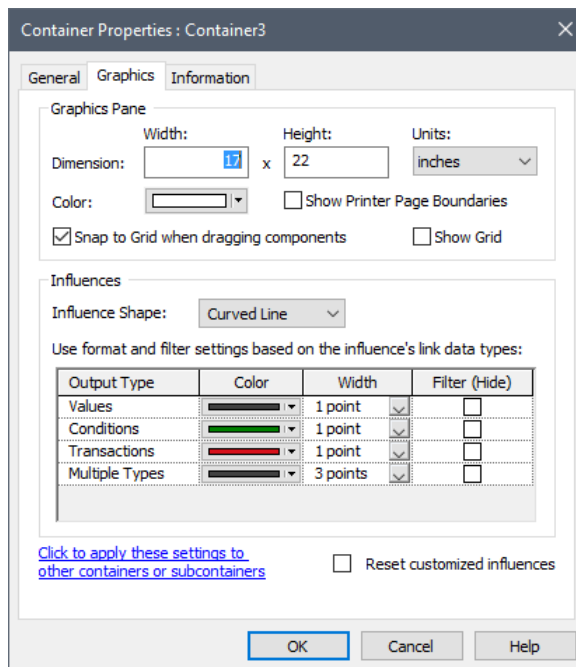 Container Properties : Container3
General Graphics Information
Graphics Pane
Width: Height: Units:
Dimension: 17 x 22 inches
Color: Show Printer Page Boundaries
Snap to Grid when dragging components Show Grid
Influences
Influence Shape: Curved Line
Use format and filter settings based on the influence's link data types:
Output Type Color Width Filter (Hide)
Values 1 point
Conditions 1 point
Transactions 1 point
Multiple Types 3 points
Click to apply these settings to
other containers or subcontainers
Reset customized influences
OK Cancel Help